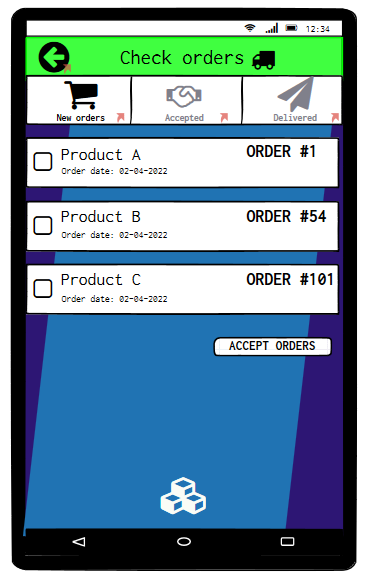 12:34
Check orders
New orders Accepted Delivered
Product A ORDER #1
Order date: 02-04-2022
Product B ORDER #54
Order date: 02-04-2022
Product C ORDER #101
Order date: 02-04-2022
ACCEPT ORDERS